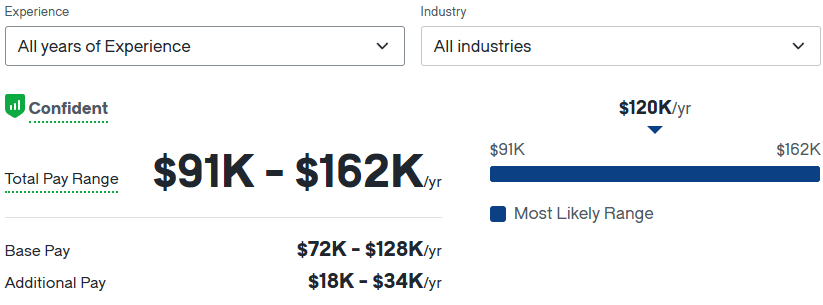 Experience
Industry
All years of Experience
All industries
Confident
Total Pay Range
$91K - $162K/yr
$120K/yr
$91K
$162K
Most Likely Range
Base Pay
$72K - $128K/yr
Additional Pay
$18K - $34K/yr